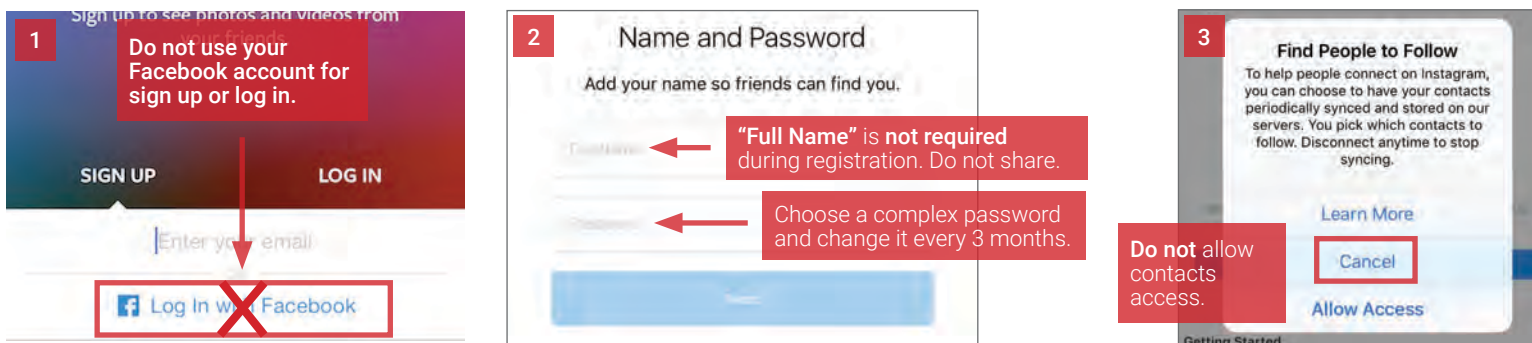 1
Sign up to see photos and videos from
your friends.
Do not use your
Facebook account for
sign up or log in.
SIGN UP
LOG IN
Enter your email
Log In with Facebook
2
Name and Password
Add your name so friends can find you.
“Full Name” is not required
during registration. Do not share.
Choose a complex password
and change it every 3 months.
3
Find People to Follow
To help people connect on Instagram,
you can choose to have your contacts
periodically synced and stored on our
servers. You pick which contacts to
follow. Disconnect anytime to stop
syncing.
Learn More
Do not allow
contacts
access.
Cancel
Allow Access
Getting Started